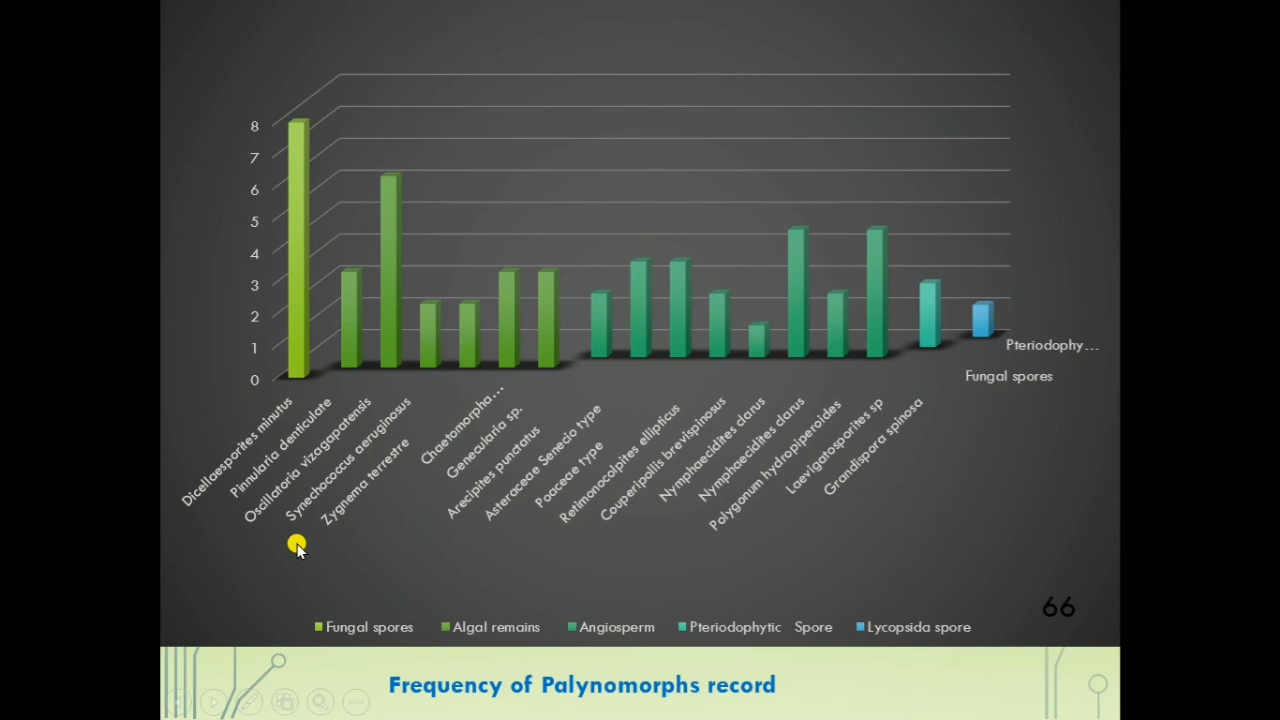 8
7
6
5
4
3
2
1
0
Pteriodophy...
Fungal spores
Dicellaesporites minutus
Pinnularia denticulate
Oscillatoria vizagapatensis
Synechococcus aeruginosus
Zygnema terrestre
Chaetomorpha...
Genecularia sp.
Arecipites punctatus
Asteraceae Senecio type
Poaceae type
Retimonocolpites ellipticus
Couperipollis brevispinosus
Nymphaecidites clarus
Nymphaecidites clarus
Polygonum hydropiperoides
Laevigatosporites sp
Grandispora spinosa
66
Fungal spores Algal remains Angiosperm Pteriodophytic Spore Lycopsida spore
Frequency of Palynomorphs record